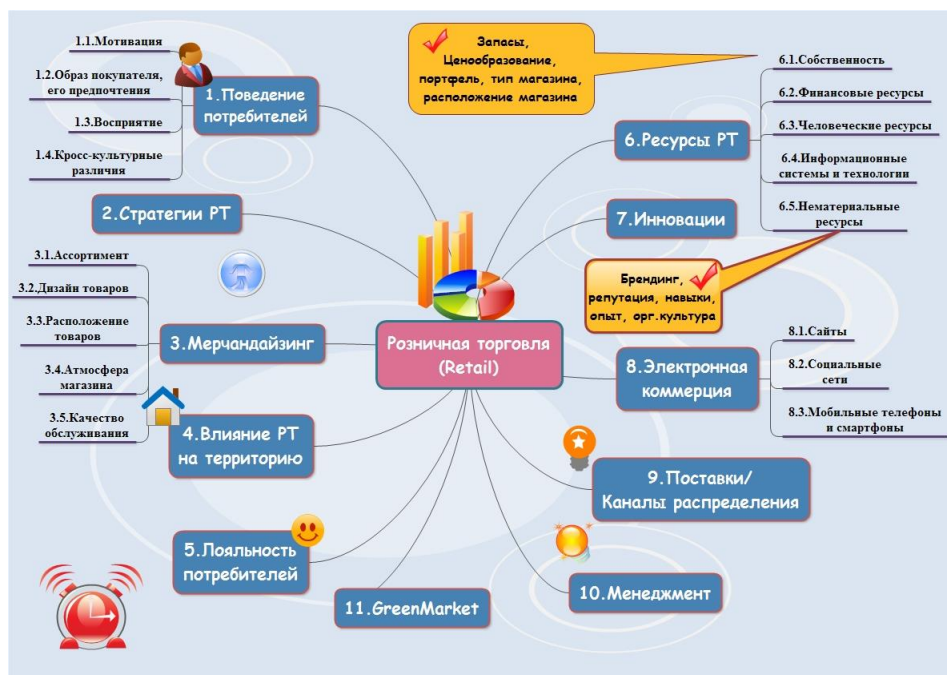 1.1.Мотивация
1.2.Образ покупателя,
его предпочтения
1.3.Восприятие
1.4.Кросс-культурные
различия
1.Поведение
потребителей
2.Стратегии РТ
3.1.Ассортимент
3.2.Дизайн товаров
3.3.Расположение
товаров
3.4.Атмосфера
магазина
3.5.Качество
обслуживания
3.Мерчандайзинг
4.Влияние РТ
на территорию
5.Лояльность
потребителей
Розничная торговля
(Retail)
Запасы,
Ценообразование,
портфель, тип магазина,
расположение магазина
6.Ресурсы РТ
6.1.Собственность
6.2.Финансовые ресурсы
6.3.Человеческие ресурсы
6.4.Информационные
системы и технологии
6.5.Нематериальные
ресурсы
7.Инновации
Брендинг,
репутация, навыки,
опыт, орг.культура
8.Электронная
коммерция
8.1.Сайты
8.2.Социальные
сети
8.3.Мобильные телефоны
и смартфоны
9.Поставки/
Каналы распределения
10.Менеджмент
11.GreenMarket